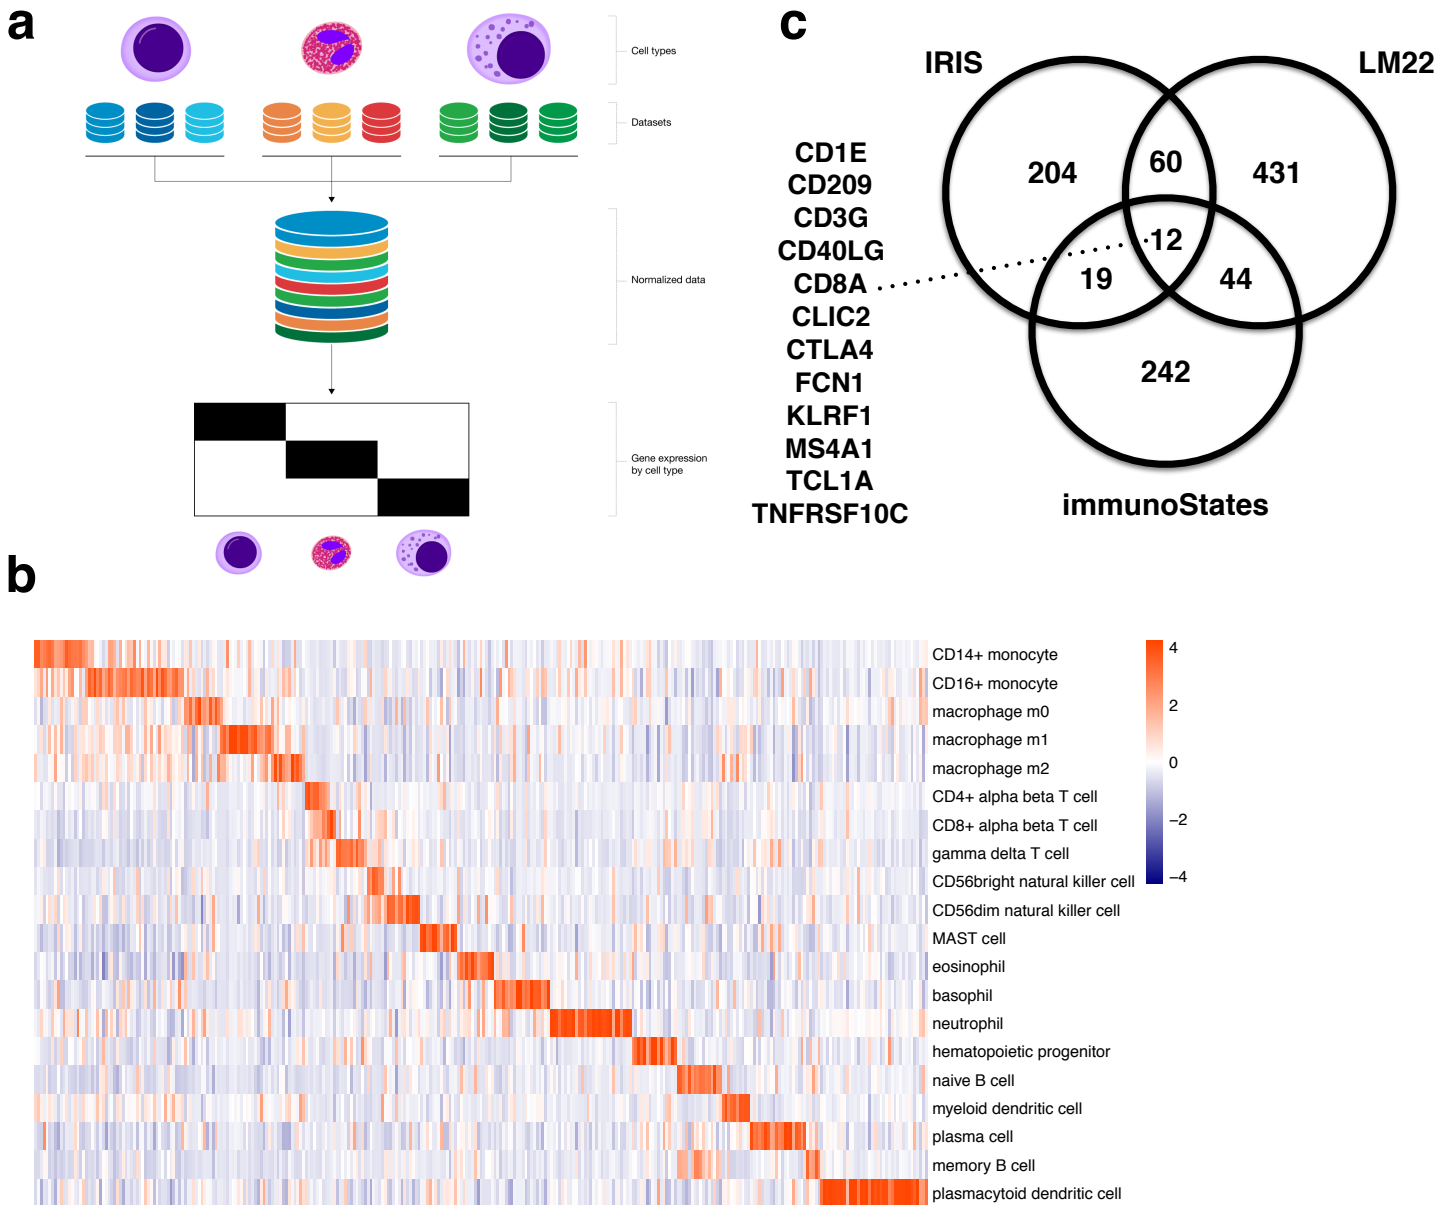 a
Cell types
Datasets
Normalized data
Gene expression
by cell type
c
IRIS
LM22
204
60
431
12
19
44
242
immunoStates
CD1E
CD209
CD3G
CD40LG
CD8A
CLIC2
CTLA4
FCN1
KLRF1
MS4A1
TCL1A
TNFRSF10C
b
CD14+ monocyte
CD16+ monocyte
macrophage m0
macrophage m1
macrophage m2
CD4+ alpha beta T cell
CD8+ alpha beta T cell
gamma delta T cell
CD56bright natural killer cell
CD56dim natural killer cell
MAST cell
eosinophil
basophil
neutrophil
hematopoietic progenitor
naive B cell
myeloid dendritic cell
plasma cell
memory B cell
plasmacytoid dendritic cell
4
2
0
−2
−4